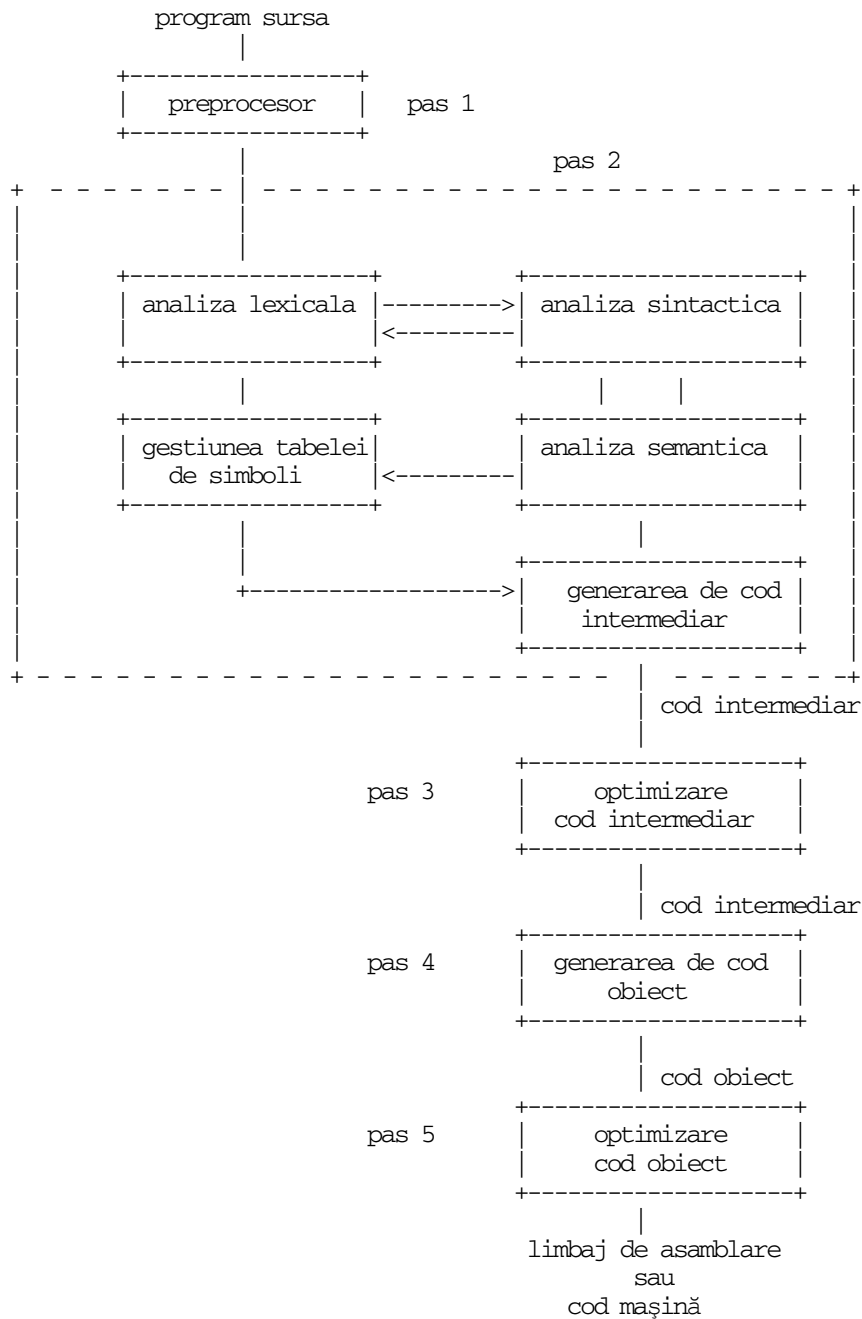 program sursa
preprocesor pas 1
pas 2
analiza lexicala analiza sintactica
gestiunea tabelei analiza semantica
de simboli
generarea de cod
intermediar
cod intermediar
pas 3 optimizare
cod intermediar
cod intermediar
pas 4 generarea de cod
obiect
cod obiect
pas 5 optimizare
cod obiect
limbaj de asamblare
sau
cod maşină